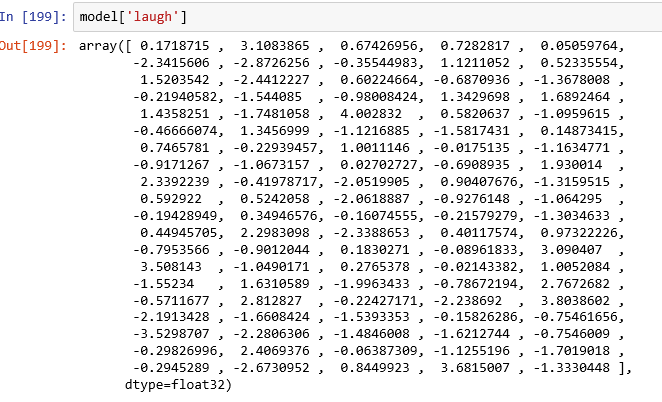 In [199]: model['laugh']
Out[199]: array([ 0.1718715 , 3.1083865 , 0.67426956, 0.7282817 , 0.05059764,
-2.3415606 , -2.8726256 , -0.35544983, 1.1211052 , 0.52335554,
1.5203542 , -2.4412227 , 0.60224664, -0.6870936 , -1.3678008 ,
-0.21940582, -1.544085 , -0.98008424, 1.3429698 , 1.6892464 ,
1.4358251 , -1.7481058 , 4.002832 , 0.5820637 , -1.0959615 ,
-0.46666074, 1.3456999 , -1.1216885 , -1.5817431 , 0.14873415,
0.7465781 , -0.22939457, 1.0011146 , -0.0175135 , -1.1634771 ,
-0.9171267 , -1.0673157 , 0.02702727, -0.6908935 , 1.930014 ,
2.3392239 , -0.41978717, -2.0519905 , 0.90407676, -1.3159515 ,
0.592922 , 0.5242058 , -2.0618887 , -0.9276148 , -1.064295 ,
-0.19428949, 0.34946576, -0.16074555, -0.21579279, -1.3034633 ,
0.44945705, 2.2983098 , -2.3388653 , 0.40117574, 0.97322226,
-0.7953566 , -0.9012044 , 0.1830271 , -0.08961833, 3.090407 ,
3.508143 , -1.0490171 , 0.2765378 , -0.02143382, 1.0052084 ,
-1.55234 , 1.6310589 , -1.9963433 , -0.78672194, 2.7672682 ,
-0.5711677 , 2.812827 , -0.22427171, -2.238692 , 3.8038602 ,
-2.1913428 , -1.6608424 , -1.5393353 , -0.15826286, -0.75461656,
-3.5298707 , -2.2806306 , -1.4846008 , -1.6212744 , -0.7546009 ,
-0.29826996, 2.4069376 , -0.06387309, -1.1255196 , -1.7019018 ,
-0.2945289 , -2.6730952 , 0.8449923 , 3.6815007 , -1.3330448 ],
dtype=float32)